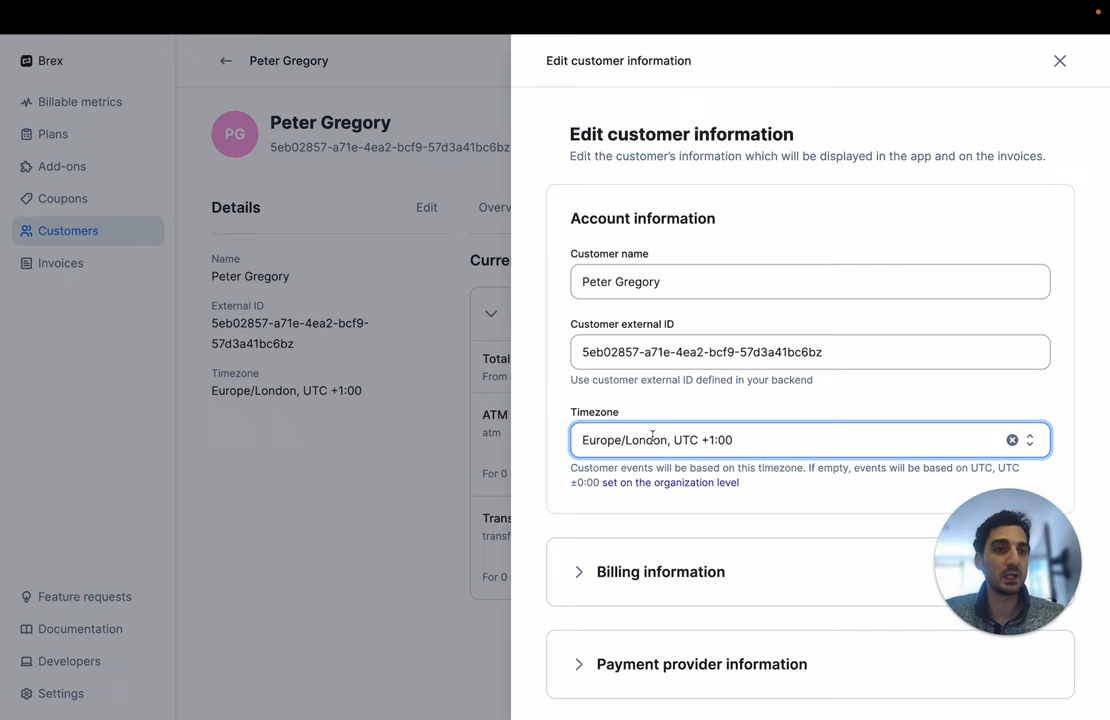 Brex
Billable metrics
Plans
Add-ons
Coupons
Customers
Invoices
Feature requests
Documentation
Developers
Settings
Peter Gregory
PG
Peter Gregory
5eb02857-a71e-4ea2-bcf9-57d3a41bc6bz
Details
Edit
Name
Peter Gregory
External ID
5eb02857-a71e-4ea2-bcf9-
57d3a41bc6bz
Timezone
Europe/London, UTC +1:00
Overv
Curre
Total
From
ATM
atm
For 0
Trans
transf
For 0
Edit customer information
Edit customer information
Edit the customer’s information which will be displayed in the app and on the invoices.
Account information
Customer name
Peter Gregory
Customer external ID
5eb02857-a71e-4ea2-bcf9-57d3a41bc6bz
Use customer external ID defined in your backend
Timezone
Europe/London, UTC +1:00
Customer events will be based on this timezone. If empty, events will be based on UTC, UTC
±0:00 set on the organization level
Billing information
Payment provider information